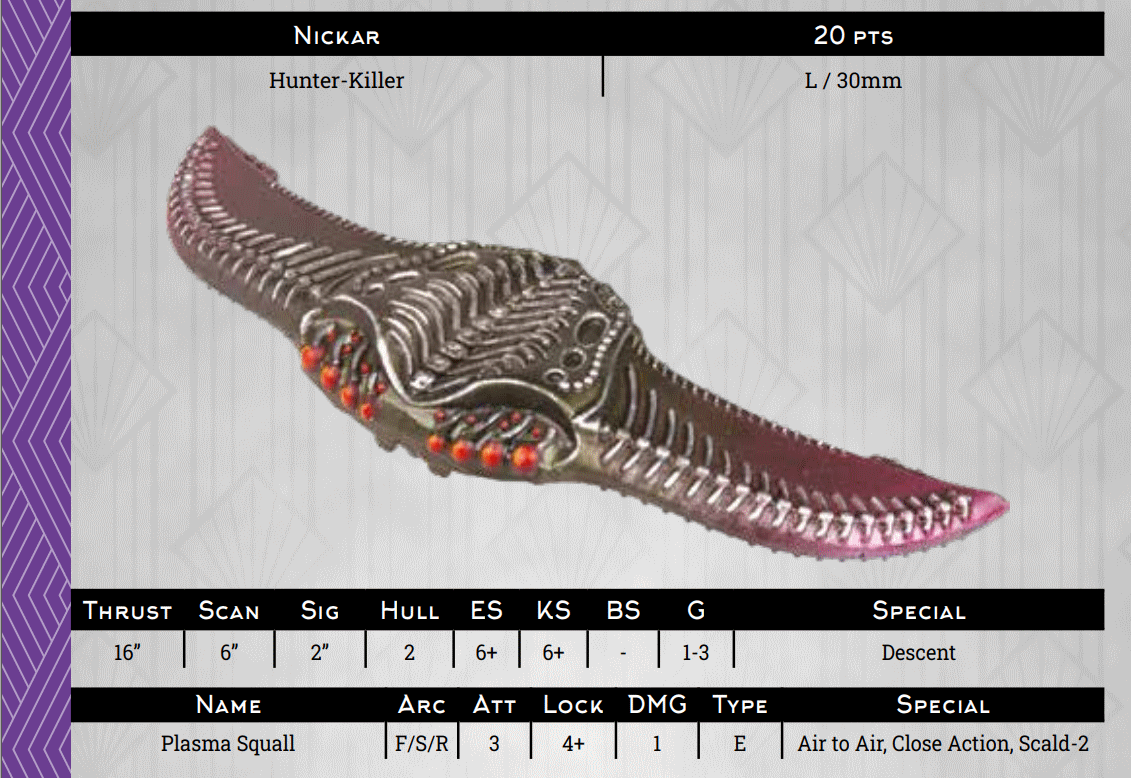 Nickar 20 pts
Hunter-Killer L / 30mm
Thrust Scan Sig Hull ES KS BS G Special
16” 6” 2” 2 6+ 6+ - 1-3 Descent
Name Arc Att Lock DMG Type Special
Plasma Squall F/S/R 3 4+ 1 E Air to Air, Close Action, Scald-2